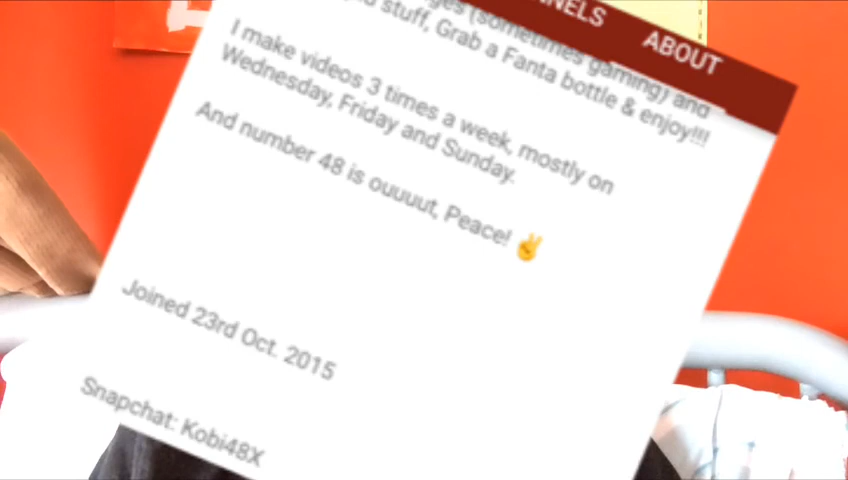 NNELS
ABOUT
ges (sometimes gaming) and
stuff, Grab a Fanta bottle & enjoy!!!
I make videos 3 times a week, mostly on
Wednesday, Friday and Sunday.
And number 48 is ouuuut, Peace! ✌️
Joined 23rd Oct. 2015
Snapchat: Kobi48X